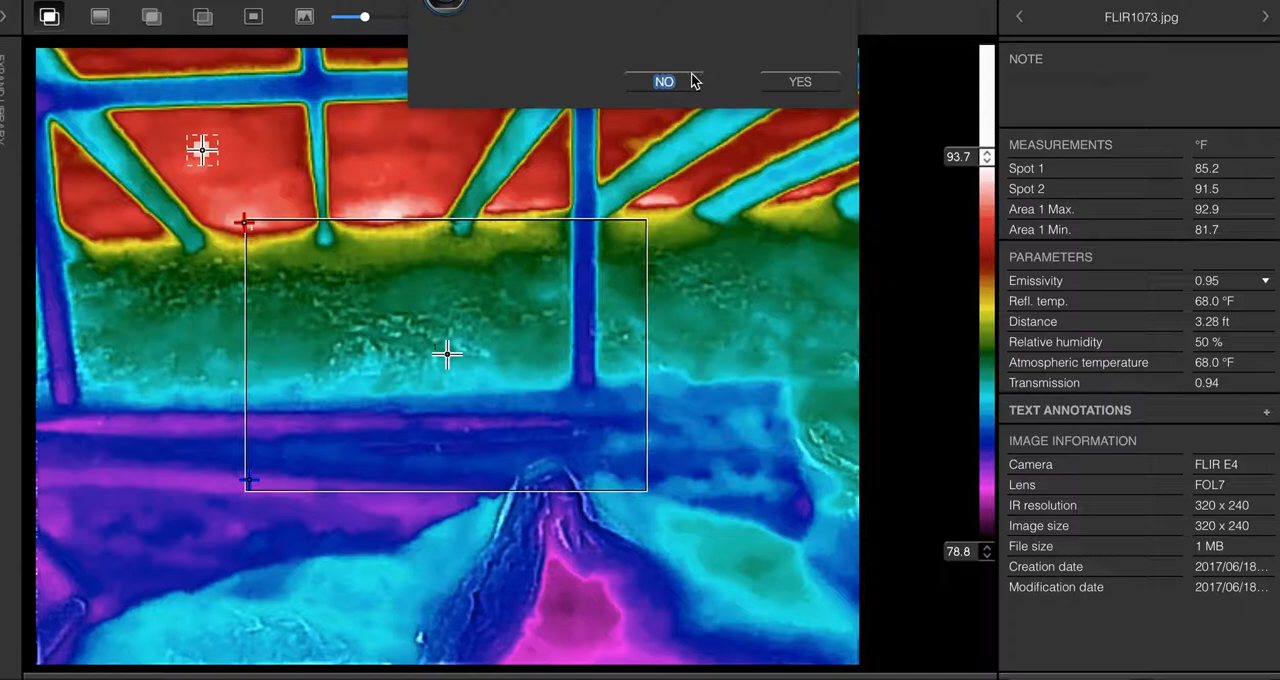 FLIR1073.jpg
NO
YES
EXPAND LIBRARY
NOTE
MEASUREMENTS °F
93.7
Spot 1 85.2
Spot 2 91.5
Area 1 Max. 92.9
Area 1 Min. 81.7
PARAMETERS
Emissivity 0.95
Refl. temp. 68.0 °F
Distance 3.28 ft
Relative humidity 50 %
Atmospheric temperature 68.0 °F
Transmission 0.94
TEXT ANNOTATIONS +
IMAGE INFORMATION
Camera FLIR E4
Lens FOL7
IR resolution 320 x 240
Image size 320 x 240
78.8
File size 1 MB
Creation date 2017/06/18...
Modification date 2017/06/18...